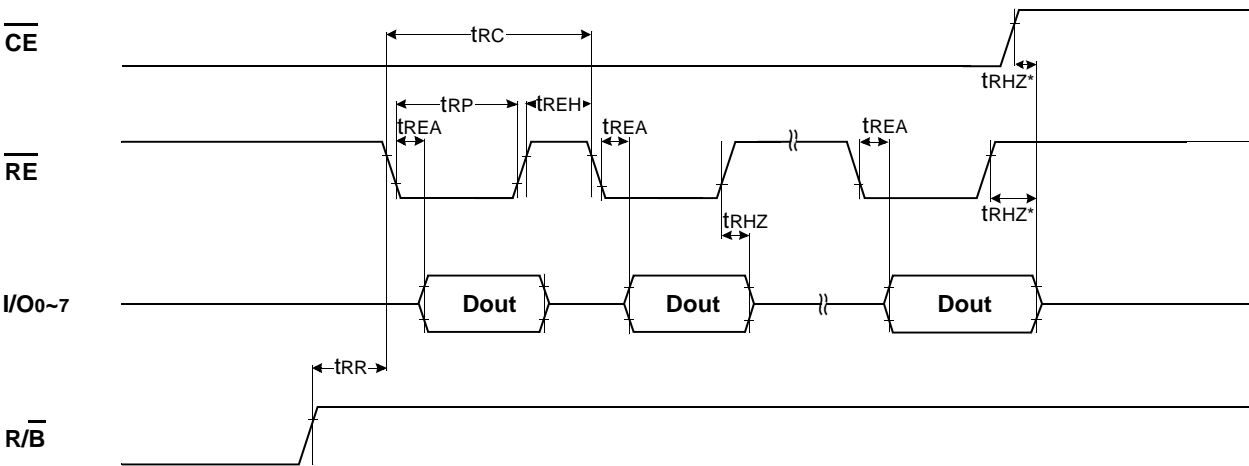 CE
tRC
tRHZ*
tRP
tREH
tREA
tREA
tREA
RE
tRHZ
tRHZ*
I/O0~7
Dout
Dout
Dout
tRR
R/B